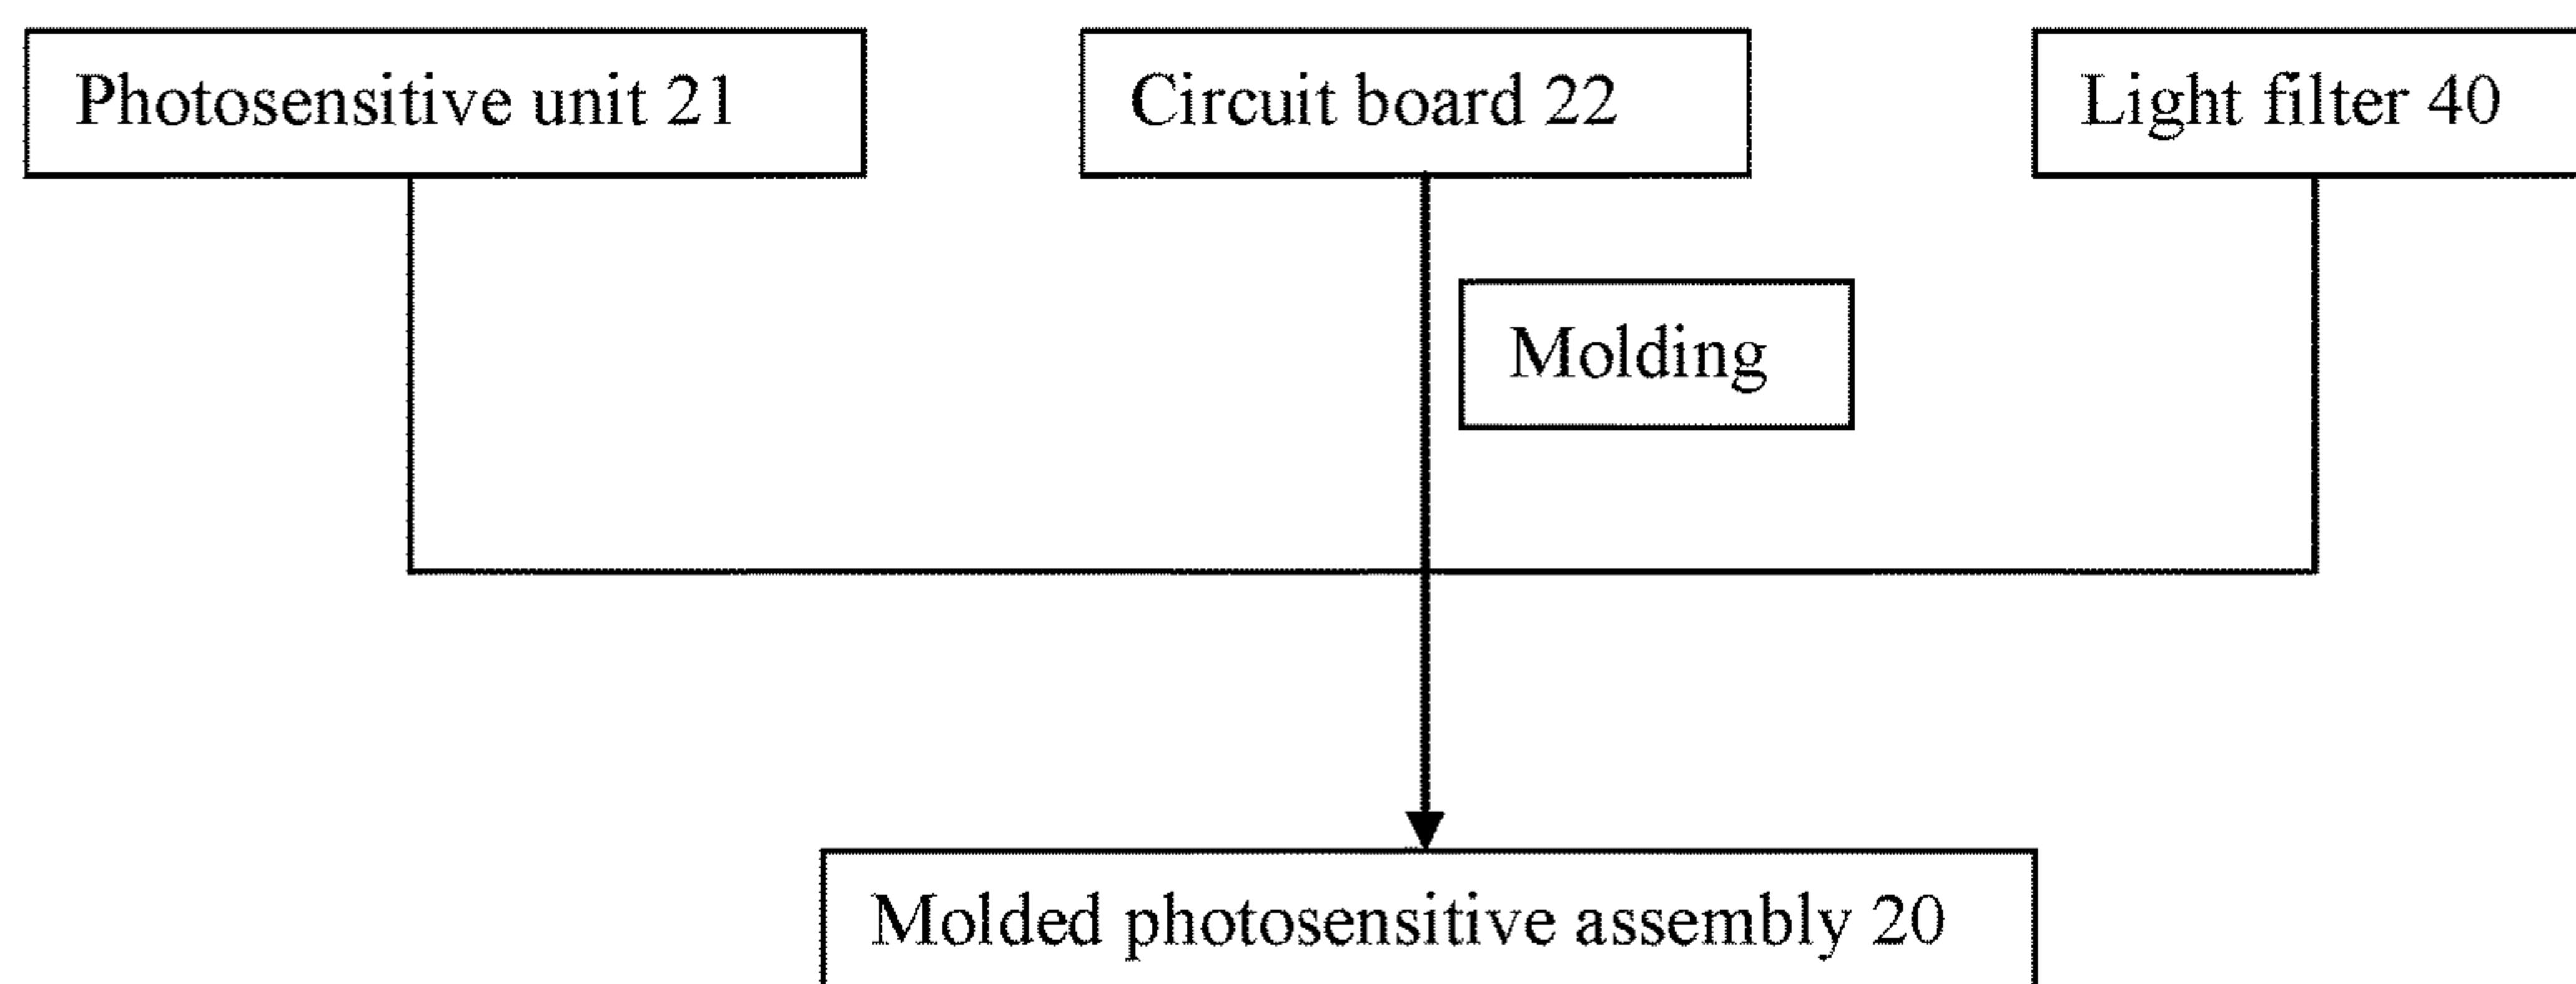 Photosensitive unit 21
Circuit board 22
Light filter 40
Molding
Molded photosensitive assembly 20